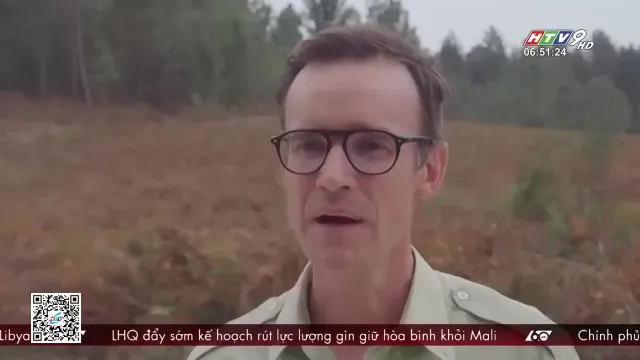 HTV9 HD
06:51:24
Libya LHQ đẩy sớm kế hoạch rút lực lượng gìn giữ hòa bình khỏi Mali Chính phủ